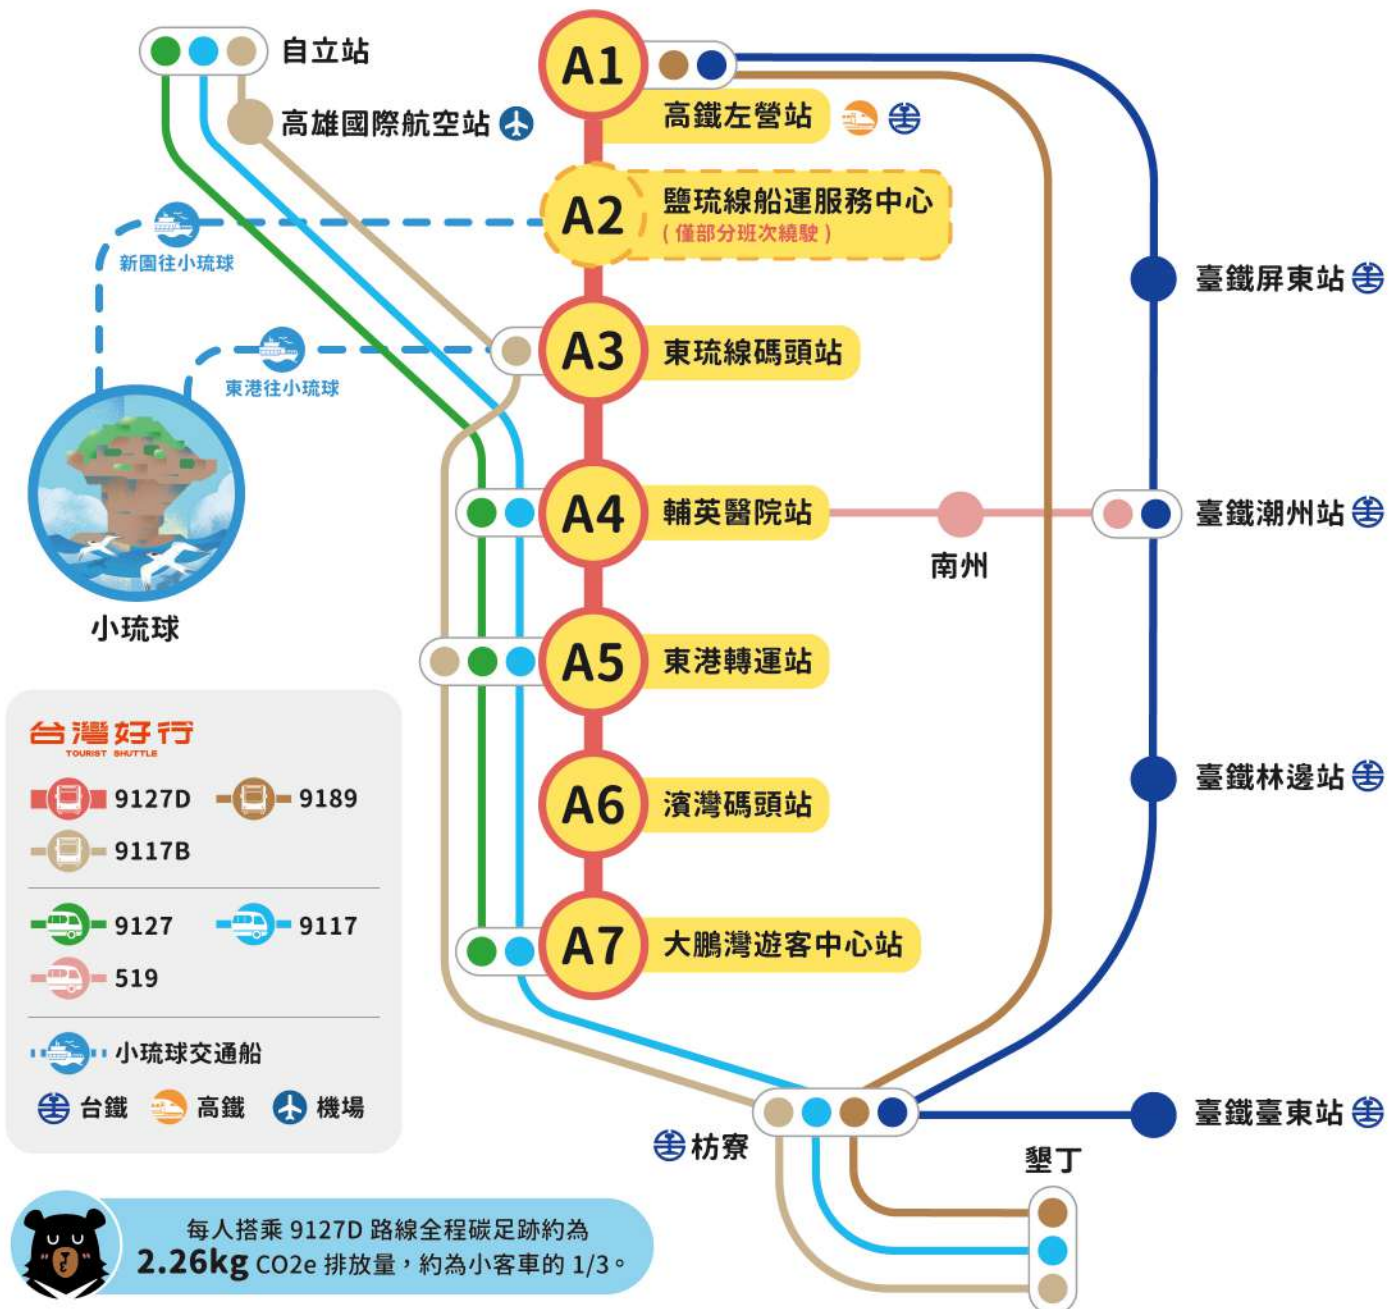 自立站
高雄國際航空站
A1
高鐵左營站
A2
鹽琉線船運服務中心
(僅部分班次繞駛)
新園往小琉球
臺鐵屏東站
A3
東琉線碼頭站
東港往小琉球
小琉球
A4
輔英醫院站
南州
臺鐵潮州站
A5
東港轉運站
A6
濱灣碼頭站
臺鐵林邊站
A7
大鵬灣遊客中心站
台灣好行
TOURIST SHUTTLE
9127D
9189
9117B
9127
9117
519
小琉球交通船
台鐵
高鐵
機場
枋寮
臺鐵臺東站
墾丁
每人搭乘 9127D 路線全程碳足跡約為
2.26kg CO2e 排放量，約為小客車的 1/3。